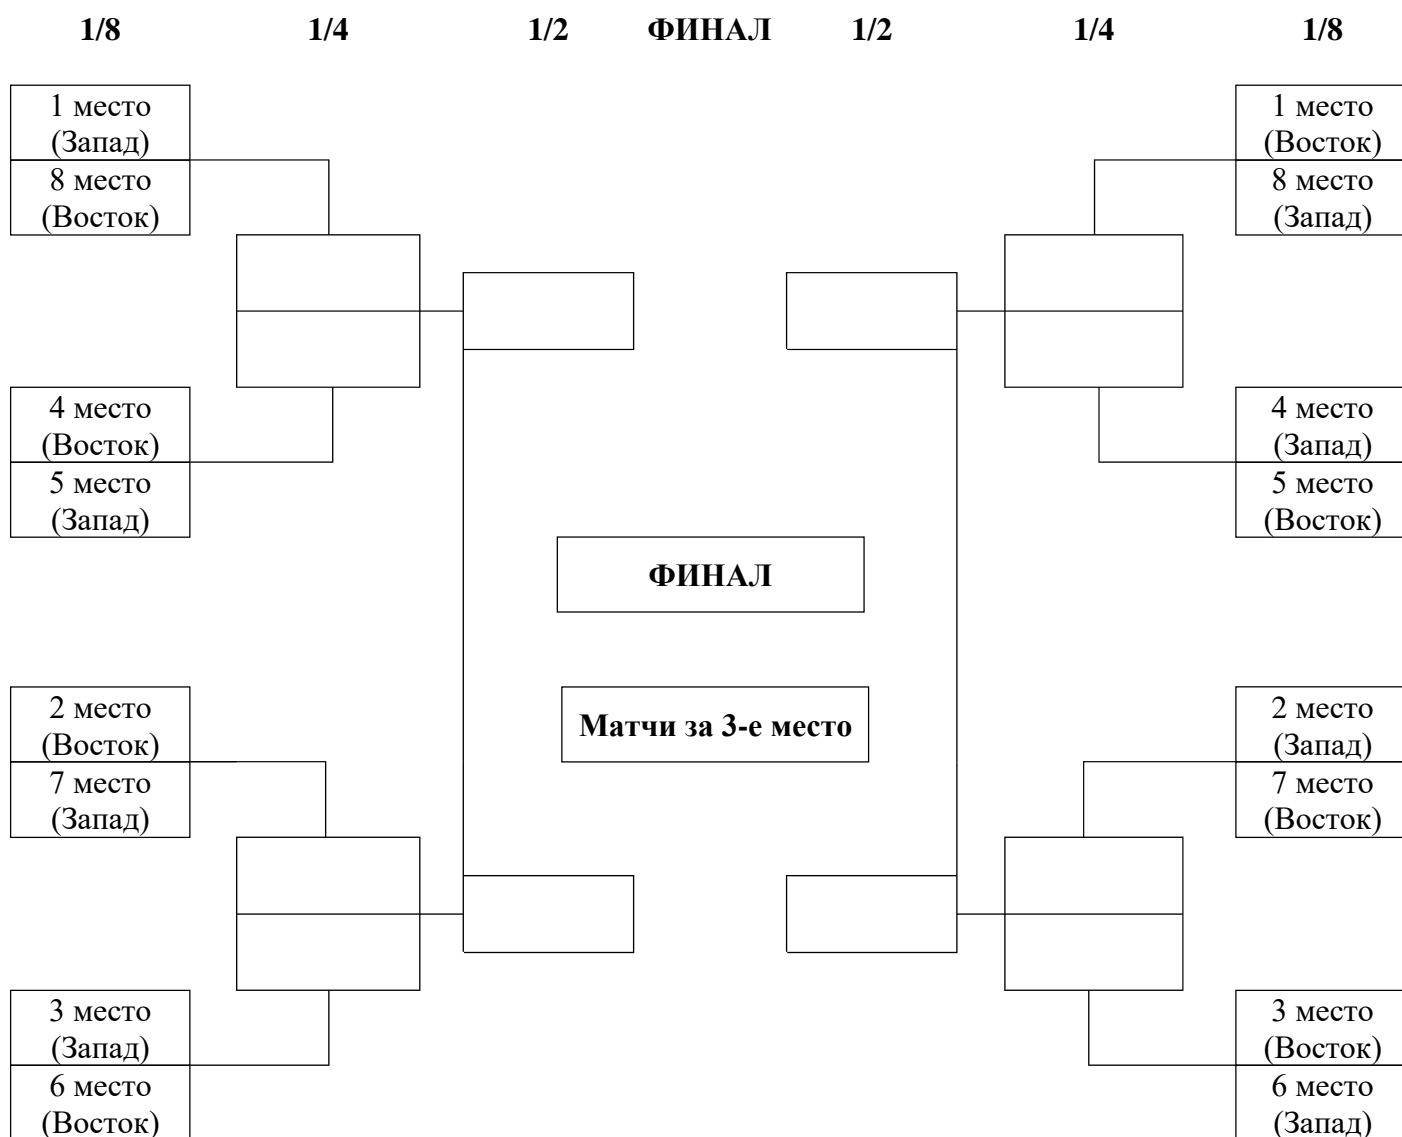 1/8 1/4 1/2 ФИНАЛ 1/2 1/4 1/8
1 место
(Запад)
8 место
(Восток)
1 место
(Восток)
8 место
(Запад)
4 место
(Восток)
5 место
(Запад)
4 место
(Запад)
5 место
(Восток)
ФИНАЛ
Матчи за 3-е место
2 место
(Восток)
7 место
(Запад)
2 место
(Запад)
7 место
(Восток)
3 место
(Запад)
6 место
(Восток)
3 место
(Восток)
6 место
(Запад)